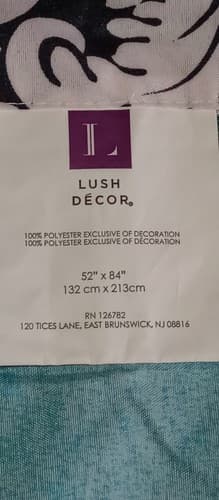 L
LUSH
DÉCOR®
100% POLYESTER EXCLUSIVE OF DECORATION
100% POLYESTER EXCLUSIVE OF DÉCORATION
52" x 84"
132 cm x 213cm
RN 126782
120 TICES LANE, EAST BRUNSWICK, NJ 08816